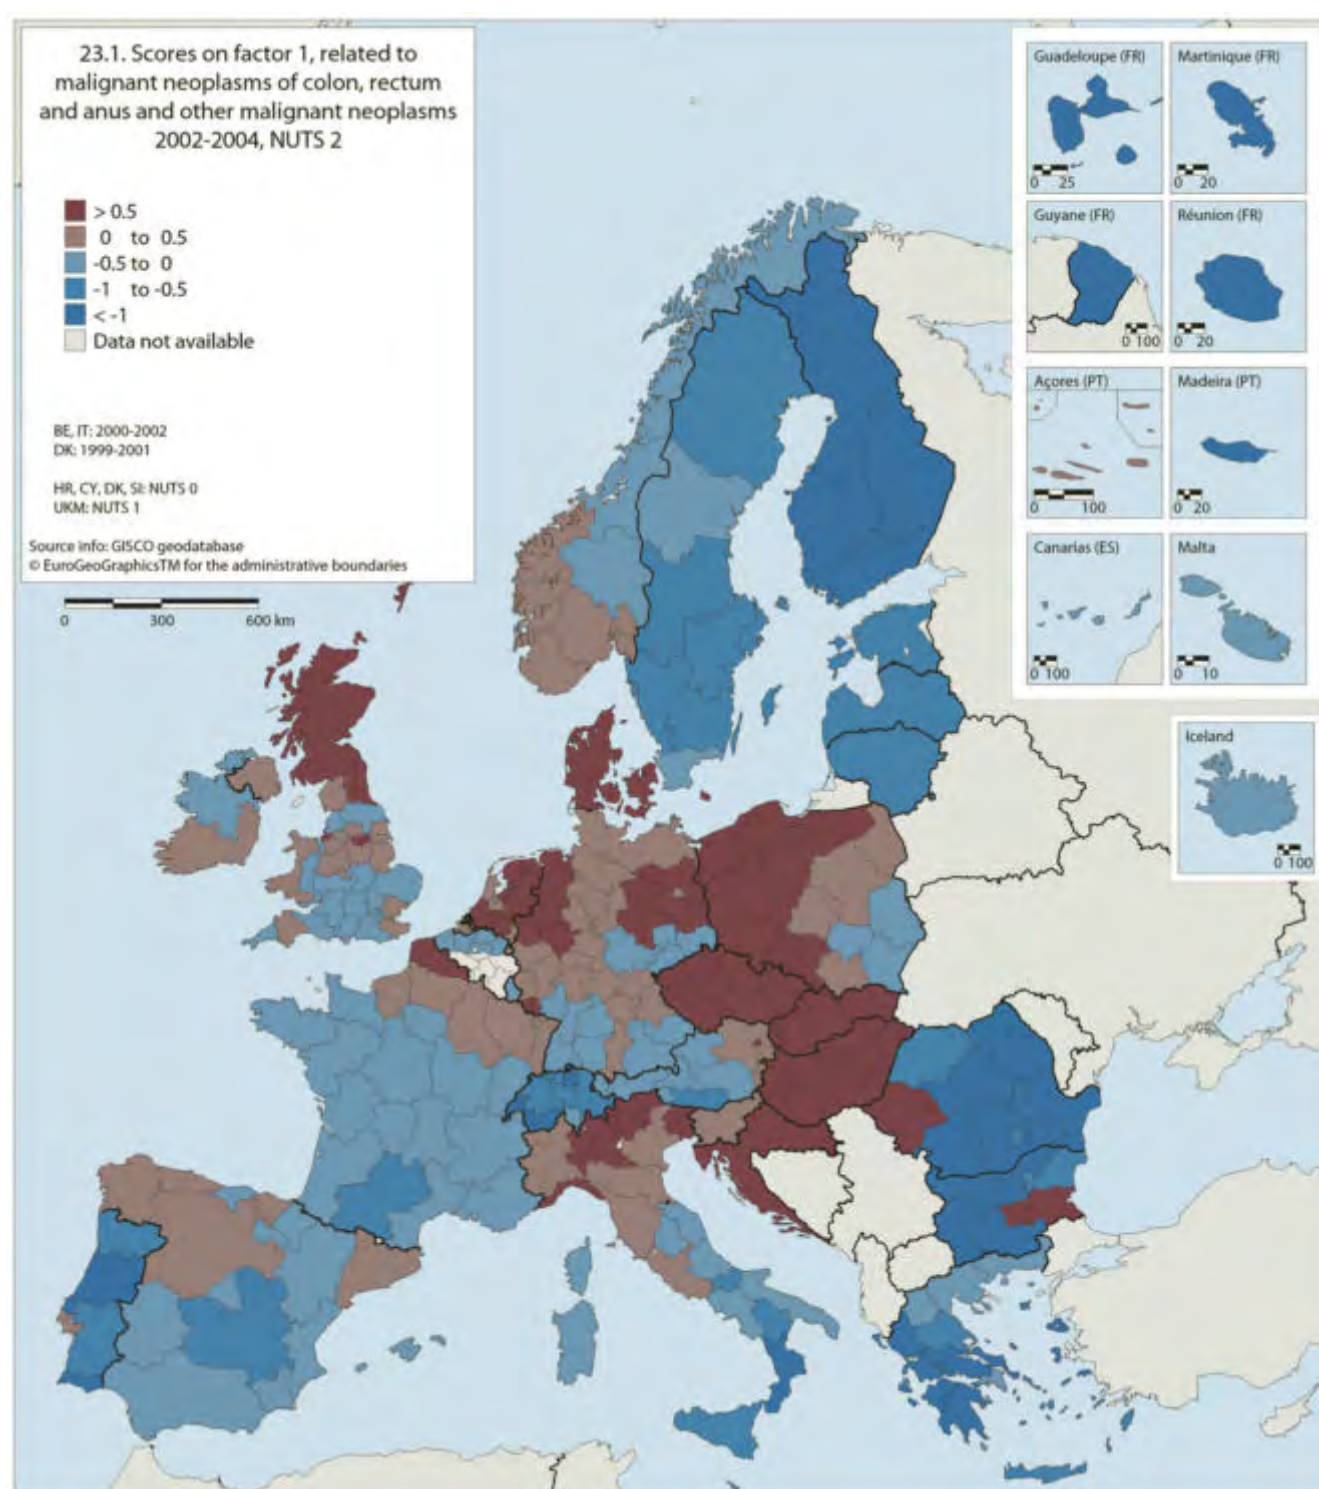 23.1. Scores on factor 1, related to
malignant neoplasms of colon, rectum
and anus and other malignant neoplasms
2002-2004, NUTS 2
> 0.5
0 to 0.5
-0.5 to 0
-1 to -0.5
< -1
Data not available
BE, IT: 2000-2002
DK: 1999-2001
HR, CY, DK, SI: NUTS 0
UKM: NUTS 1
Source info: GISCO geodatabase
© EuroGeoGraphicsTM for the administrative boundaries
0 300 600 km
Guadeloupe (FR)
0 25
Martinique (FR)
0 20
Guyane (FR)
0 100
Réunion (FR)
0 20
Açores (PT)
0 100
Madeira (PT)
0 20
Canarias (ES)
0 100
Malta
0 10
Iceland
0 100